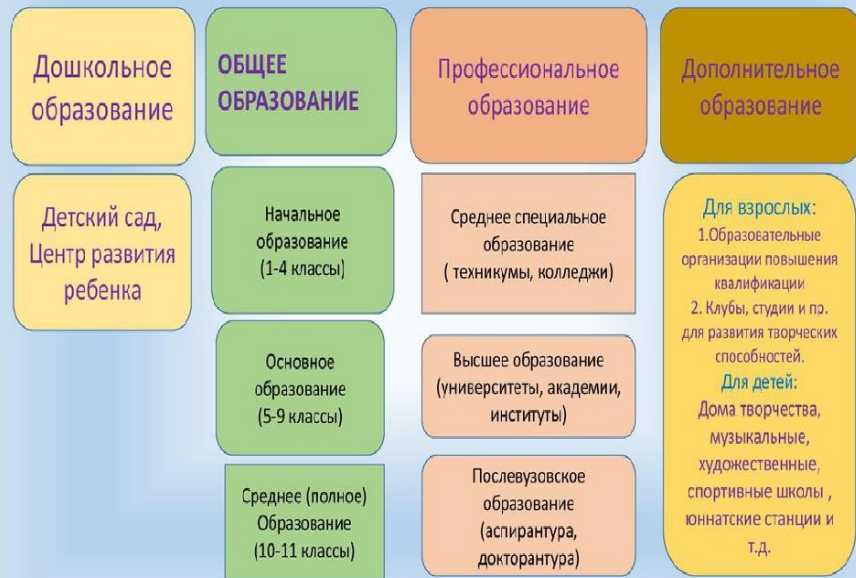 Дошкольное
образование
Детский сад,
Центр развития
ребенка
ОБЩЕЕ
ОБРАЗОВАНИЕ
Начальное
образование
(1-4 классы)
Основное
образование
(5-9 классы)
Среднее (полное)
Образование
(10-11 классы)
Профессиональное
образование
Среднее специальное
образование
( техникумы, колледжи)
Высшее образование
(университеты, академии,
институты)
Послевузовское
образование
(аспирантура,
докторантура)
Дополнительное
образование
Для взрослых:
1.Образовательные
организации повышения
квалификации
2. Клубы, студии и пр.
для развития творческих
способностей.
Для детей:
Дома творчества,
музыкальные,
художественные,
спортивные школы ,
юннатские станции и
т.д.